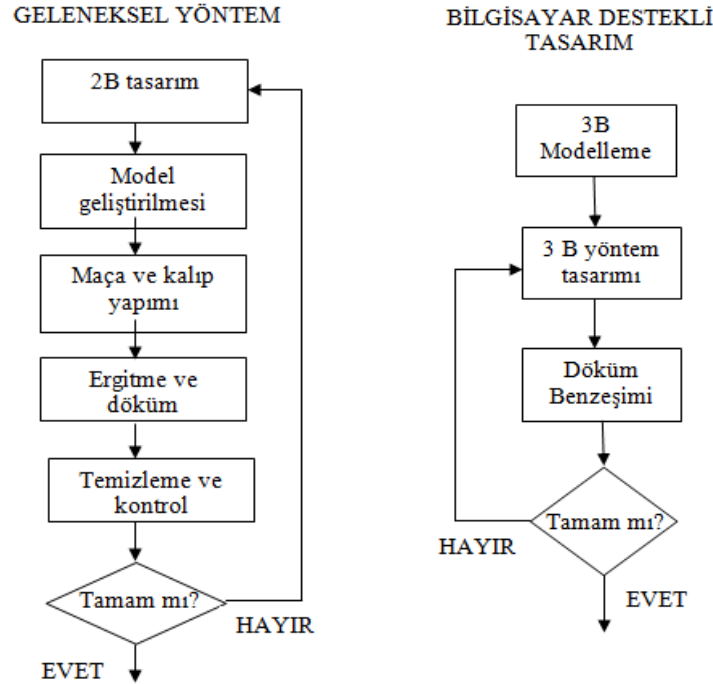 GELENEKSEL YÖNTEM
2B tasarım
Model
geliştirilmesi
Maça ve kalıp
yapımı
Ergitme ve
döküm
Temizleme ve
kontrol
Tamam mı?
HAYIR
EVET
BİLGİSAYAR DESTEKLİ
TASARIM
3B
Modelleme
3 B yöntem
tasarımı
Döküm
Benzeşimi
Tamam mı?
HAYIR
EVET